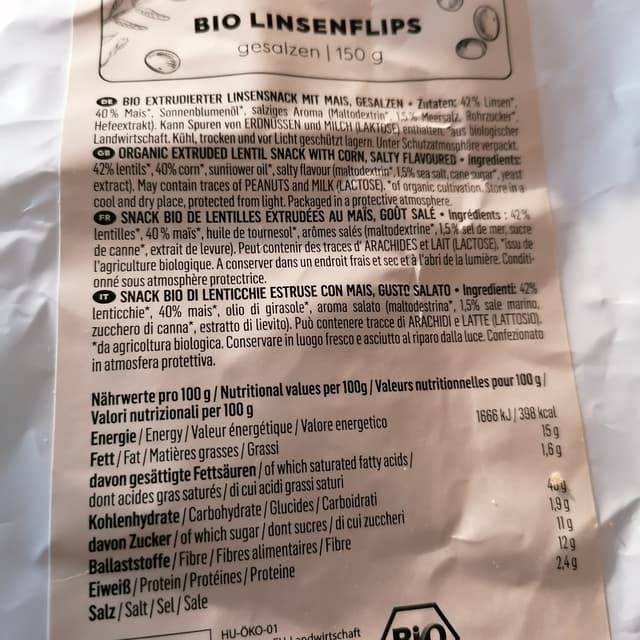 BIO LINSENFLIPS
gesalzen | 150 g
DE BIO EXTRUDIERTER LINSENSNACK MIT MAIS, GESALZEN • Zutaten: 42% Linsen*,
40% Mais*, Sonnenblumenöl*, salziges Aroma (Maltodextrin*, 1,5% Meersalz, Rohrzucker*,
Hefeextrakt). Kann Spuren von ERDNÜSSEN und MILCH (LAKTOSE) enthalten. *aus biologischer
Landwirtschaft. Kühl, trocken und vor Licht geschützt lagern. Unter Schutzatmosphäre verpackt.
GB ORGANIC EXTRUDED LENTIL SNACK WITH CORN, SALTY FLAVOURED • Ingredients:
42% lentils*, 40% corn*, sunflower oil*, salty flavour (maltodextrin*, 1,5% sea salt, cane sugar*, yeast
extract). May contain traces of PEANUTS and MILK (LACTOSE). *of organic cultivation. Store in a
cool and dry place, protected from light. Packaged in a protective atmosphere.
FR SNACK BIO DE LENTILLES EXTRUDÉES AU MAÏS, GOÛT SALÉ • Ingrédients : 42%
lentilles*, 40% maïs*, huile de tournesol*, arômes salés (maltodextrine*, 1,5% sel de mer, sucre
de canne*, extrait de levure). Peut contenir des traces d' ARACHIDES et LAIT (LACTOSE). *issu de
l'agriculture biologique. A conserver dans un endroit frais et sec et à l'abri de la lumière. Conditi-
onné sous atmosphère protectrice.
IT SNACK BIO DI LENTICCHIE ESTRUSE CON MAIS, GUSTO SALATO • Ingredienti: 42%
lenticchie*, 40% mais*, olio di girasole*, aroma salato (maltodestrina*, 1,5% sale marino,
zucchero di canna*, estratto di lievito). Può contenere tracce di ARACHIDI e LATTE (LATTOSIO).
*da agricoltura biologica. Conservare in luogo fresco e asciutto al riparo dalla luce. Confezionato
in atmosfera protettiva.
Nährwerte pro 100 g / Nutritional values per 100g / Valeurs nutritionnelles pour 100 g /
Valori nutrizionali per 100 g
Energie / Energy / Valeur énergétique / Valore energetico 1666 kJ / 398 kcal
Fett / Fat / Matières grasses / Grassi 15 g
davon gesättigte Fettsäuren / of which saturated fatty acids / 1,6 g
dont acides gras saturés / di cui acidi grassi saturi
Kohlenhydrate / Carbohydrate / Glucides / Carboidrati
davon Zucker / of which sugar / dont sucres / di cui zuccheri 1,9 g
Ballaststoffe / Fibre / Fibres alimentaires / Fibre 11 g
Eiweiß / Protein / Protéines / Proteine 12 g
Salz / Salt / Sel / Sale 2,4 g
HU-ÖKO-01
Landwirtschaft
Bio